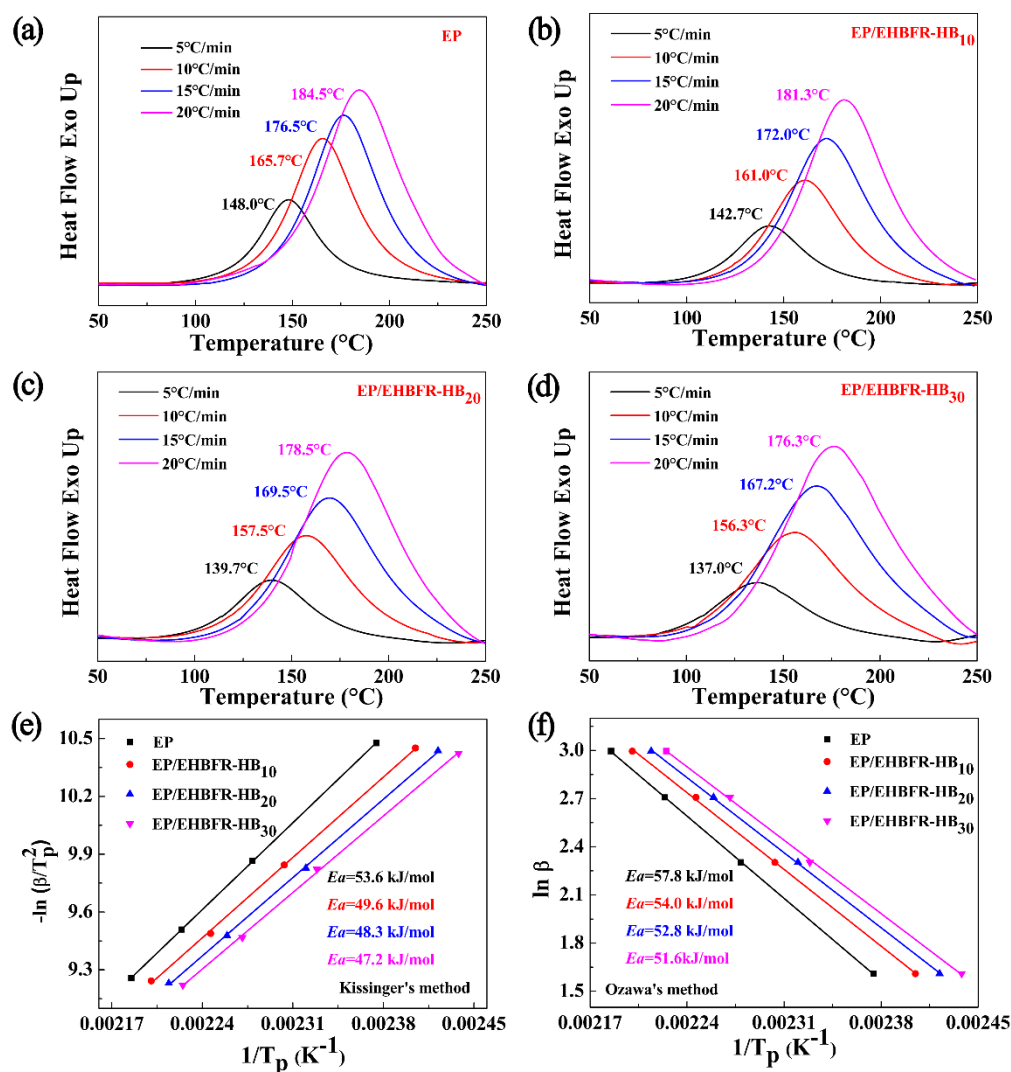 (a)
EP
5°C/min
10°C/min
15°C/min
20°C/min
184.5°C
176.5°C
165.7°C
148.0°C
Heat Flow Exo Up
50 100 150 200 250
Temperature (°C)
(b)
EP/EHBFR-HB10
5°C/min
10°C/min
15°C/min
20°C/min
181.3°C
172.0°C
161.0°C
142.7°C
Heat Flow Exo Up
50 100 150 200 250
Temperature (°C)
(c)
EP/EHBFR-HB20
5°C/min
10°C/min
15°C/min
20°C/min
178.5°C
169.5°C
157.5°C
139.7°C
Heat Flow Exo Up
50 100 150 200 250
Temperature (°C)
(d)
EP/EHBFR-HB30
5°C/min
10°C/min
15°C/min
20°C/min
176.3°C
167.2°C
156.3°C
137.0°C
Heat Flow Exo Up
50 100 150 200 250
Temperature (°C)
(e)
EP
EP/EHBFR-HB10
EP/EHBFR-HB20
EP/EHBFR-HB30
10.5
10.2
9.9
9.6
9.3
-ln (β/Tp2)
Ea=53.6 kJ/mol
Ea=49.6 kJ/mol
Ea=48.3 kJ/mol
Ea=47.2 kJ/mol
Kissinger's method
0.00217 0.00224 0.00231 0.00238 0.00245
1/Tp (K-1)
(f)
EP
EP/EHBFR-HB10
EP/EHBFR-HB20
EP/EHBFR-HB30
3.0
2.7
2.4
2.1
1.8
1.5
ln β
Ea=57.8 kJ/mol
Ea=54.0 kJ/mol
Ea=52.8 kJ/mol
Ea=51.6kJ/mol
Ozawa's method
0.00217 0.00224 0.00231 0.00238 0.00245
1/Tp (K-1)